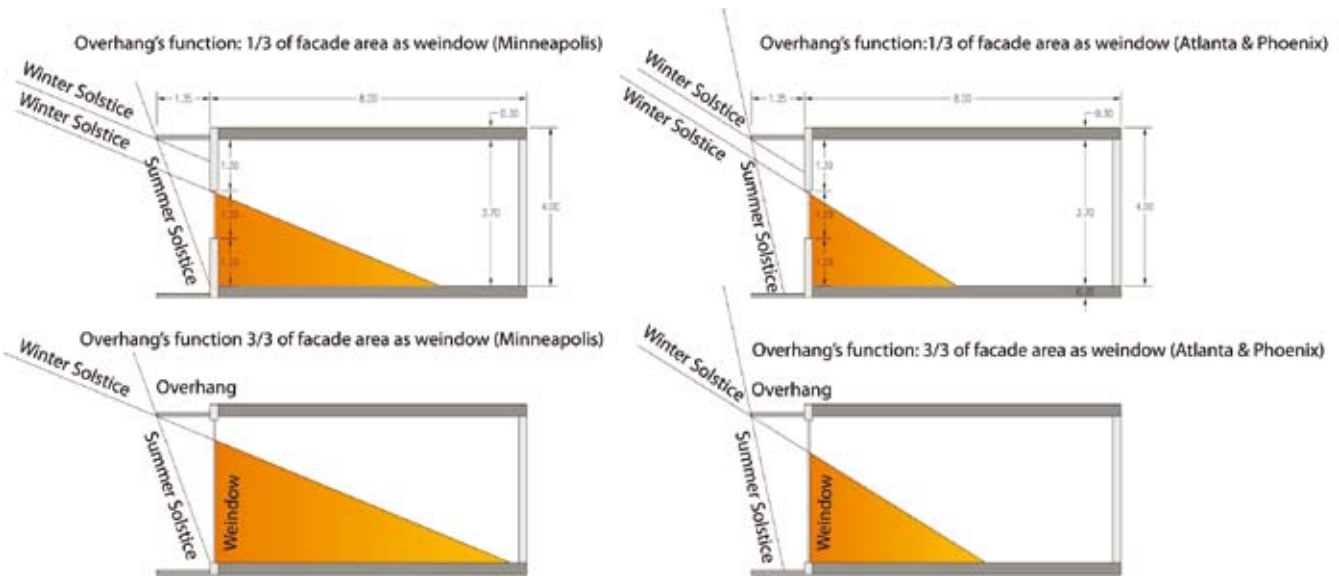 Overhang's function: 1/3 of facade area as weindow (Minneapolis)
Winter Solstice
Winter Solstice
Summer Solstice
1.35
8.00
0.30
1.20
1.20
1.20
3.70
4.00
Overhang's function:1/3 of facade area as weindow (Atlanta & Phoenix)
Winter Solstice
Winter Solstice
Summer Solstice
1.35
8.00
0.30
1.20
1.20
1.20
3.70
4.00
Overhang's function 3/3 of facade area as weindow (Minneapolis)
Winter Solstice
Overhang
Summer Solstice
Weindow
Overhang's function: 3/3 of facade area as weindow (Atlanta & Phoenix)
Winter Solstice
Overhang
Summer Solstice
Weindow